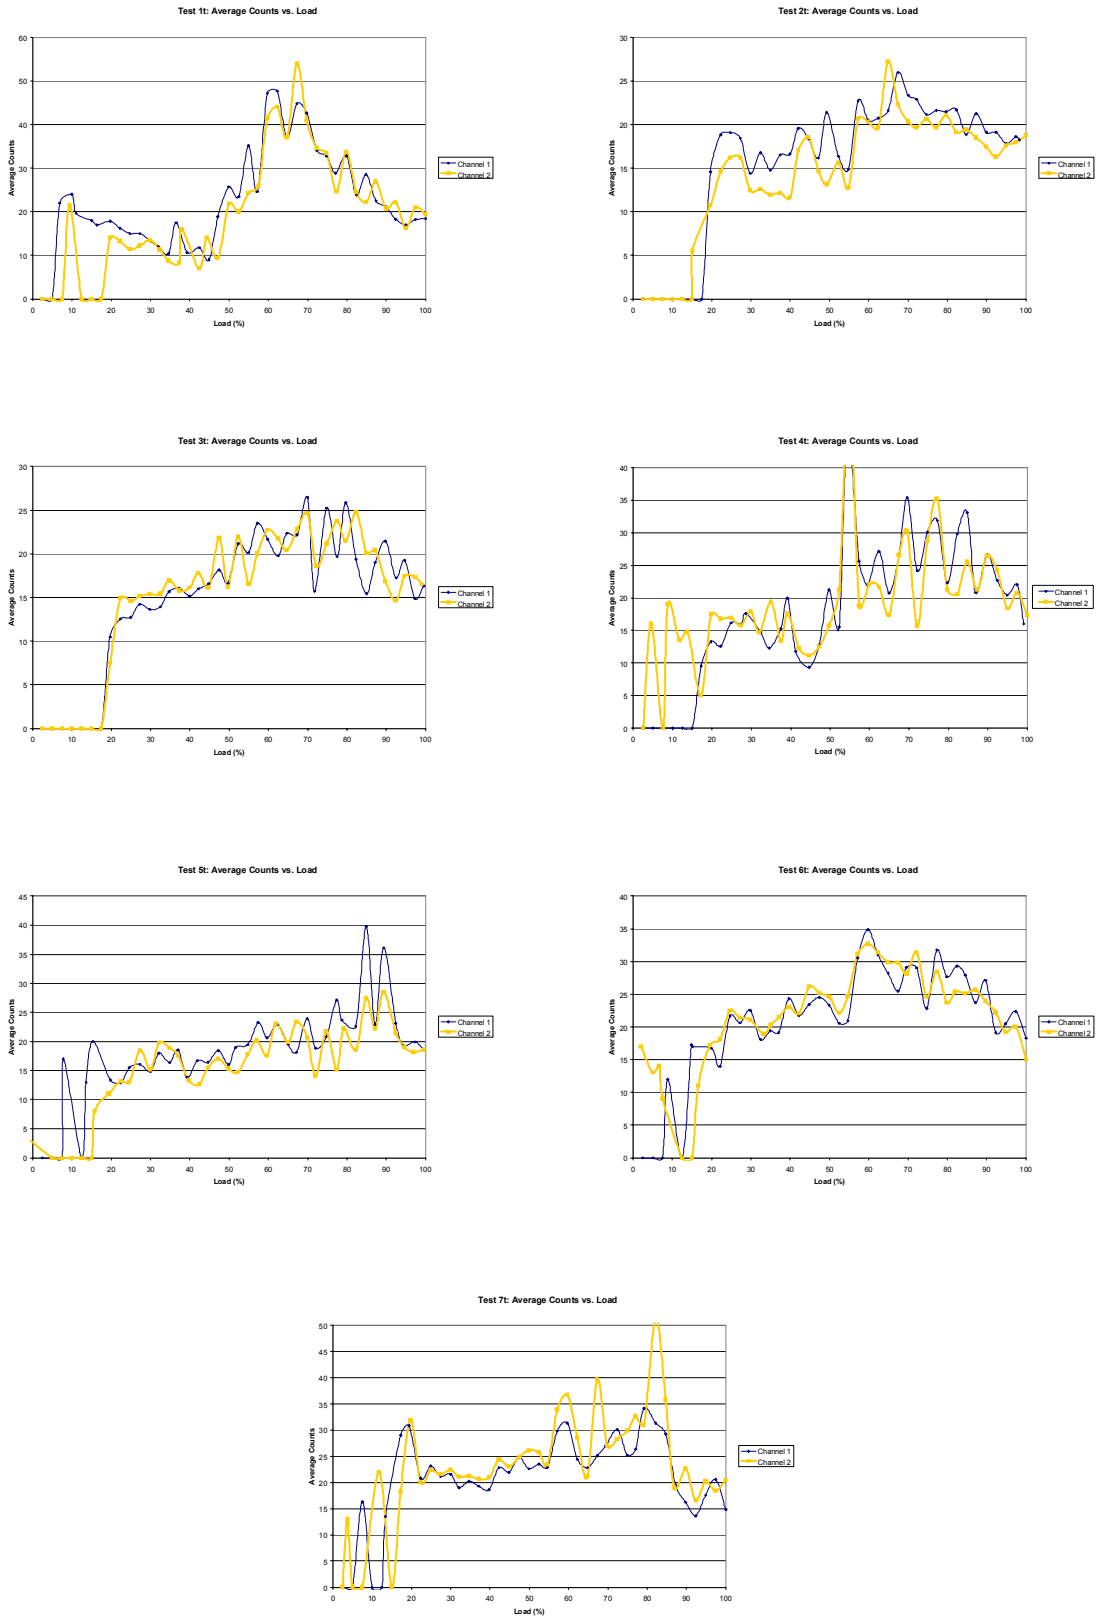 Test 1t: Average Counts vs. Load
60
50
40
30
20
10
0
0 10 20 30 40 50 60 70 80 90 100
Average Counts
Load (%)
Channel 1
Channel 2
Test 2t: Average Counts vs. Load
30
25
20
15
10
5
0
0 10 20 30 40 50 60 70 80 90 100
Average Counts
Load (%)
Channel 1
Channel 2
Test 3t: Average Counts vs. Load
30
25
20
15
10
5
0
0 10 20 30 40 50 60 70 80 90 100
Average Counts
Load (%)
Channel 1
Channel 2
Test 4t: Average Counts vs. Load
40
35
30
25
20
15
10
5
0
0 10 20 30 40 50 60 70 80 90 100
Average Counts
Load (%)
Channel 1
Channel 2
Test 5t: Average Counts vs. Load
45
40
35
30
25
20
15
10
5
0
0 10 20 30 40 50 60 70 80 90 100
Average Counts
Load (%)
Channel 1
Channel 2
Test 6t: Average Counts vs. Load
40
35
30
25
20
15
10
5
0
0 10 20 30 40 50 60 70 80 90 100
Average Counts
Load (%)
Channel 1
Channel 2
Test 7t: Average Counts vs. Load
50
45
40
35
30
25
20
15
10
5
0
0 10 20 30 40 50 60 70 80 90 100
Average Counts
Load (%)
Channel 1
Channel 2